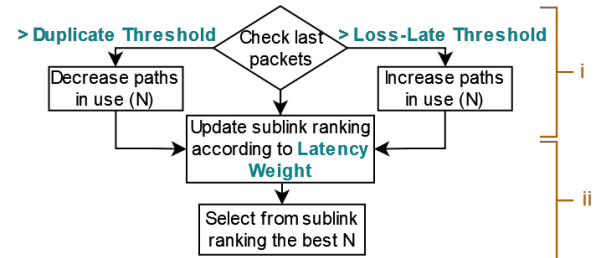 > Duplicate Threshold
Check last
packets
> Loss-Late Threshold
Decrease paths
in use (N)
Increase paths
in use (N)
i
Update sublink ranking
according to Latency
Weight
ii
Select from sublink
ranking the best N